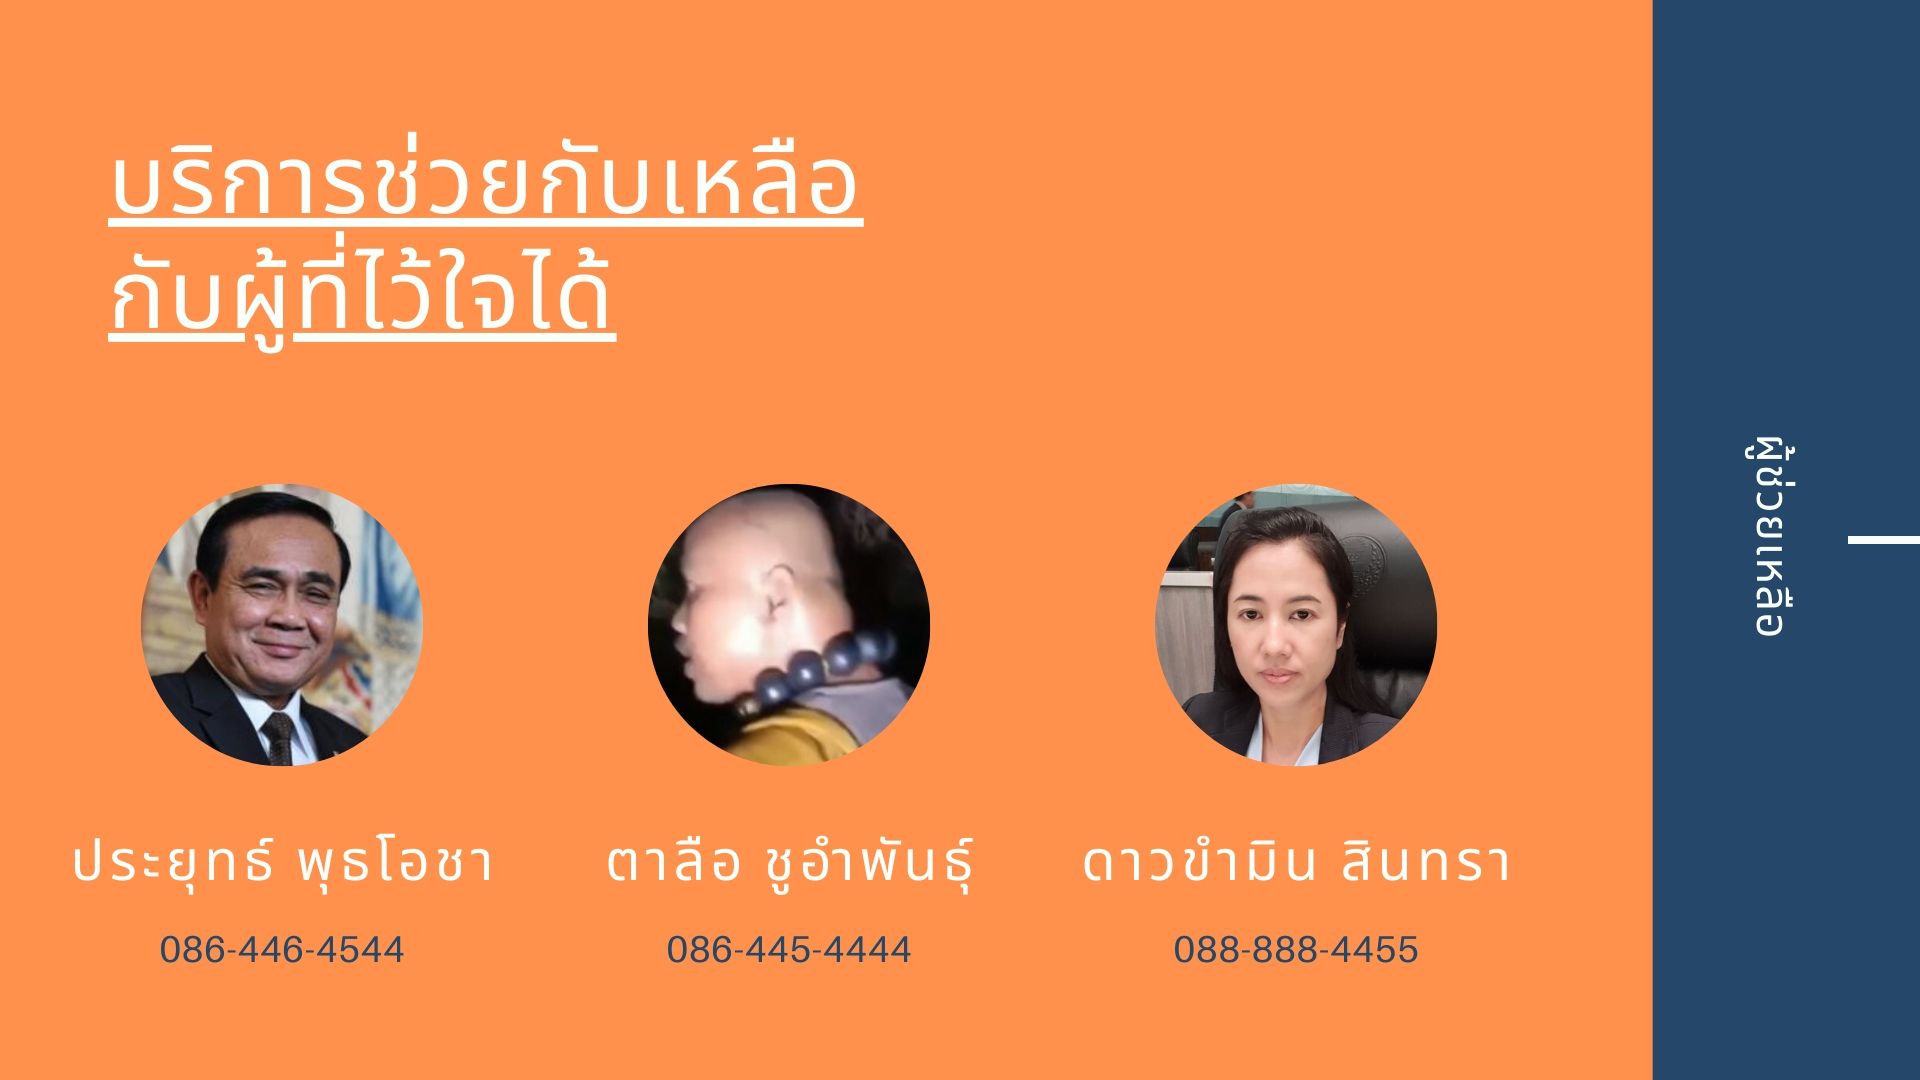 บริการช่วยกับเหลือ
กับผู้ที่ไว้ใจได้
ประยุทธ์ พุธโอชา
ตาลือ ชูอำพันธุ์
ดาวขำมิน สินทรา
086-446-4544
086-445-4444
088-888-4455
ผู้ช่วยเหลือ